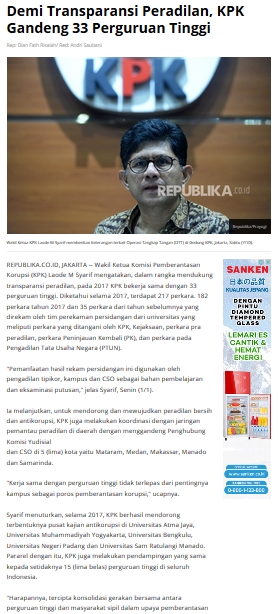 Demi Transparansi Peradilan, KPK
Gandeng 33 Perguruan Tinggi
Rep: Dian Fath Risalah/ Red: Andri Saubani
KPK
REPUBLIKA.co.id
Republika/Prayogi
Wakil Ketua KPK Laode M Syarif memberikan keterangan terkait Operasi Tangkap Tangan (OTT) di Gedung KPK, Jakarta, Sabtu (7/10).
REPUBLIKA.CO.ID, JAKARTA -- Wakil Ketua Komisi Pemberantasan
Korupsi (KPK) Laode M Syarif mengatakan, dalam rangka mendukung
transparansi peradilan, pada 2017 KPK bekerja sama dengan 33
perguruan tinggi. Diketahui selama 2017, terdapat 217 perkara. 182
perkara tahun 2017 dan 35 perkara dari tahun sebelumnya yang
direkam oleh tim perekaman persidangan dari universitas yang
meliputi perkara yang ditangani oleh KPK, Kejaksaan, perkara pra
peradilan, perkara Peninjauan Kembali (PK), dan perkara pada
Pengadilan Tata Usaha Negara (PTUN).
"Pemanfaatan hasil rekam persidangan ini digunakan oleh
pengadilan tipikor, kampus dan CSO sebagai bahan pembelajaran
dan eksaminasi putusan," jelas Syarif, Senin (1/1).
Ia melanjutkan, untuk mendorong dan mewujudkan peradilan bersih
dan antikorupsi, KPK juga melakukan koordinasi dengan jaringan
pemantau peradilan di daerah dengan menggandeng Penghubung
Komisi Yudisial
dan CSO di 5 (lima) kota yaitu Mataram, Medan, Makassar, Manado
dan Samarinda.
"Kerja sama dengan perguruan tinggi tidak terlepas dari pentingnya
kampus sebagai poros pemberantasan korupsi," ucapnya.
Syarif menuturkan, selama 2017, KPK berhasil mendorong
terbentuknya pusat kajian antikorupsi di Universitas Atma Jaya,
Universitas Muhammadiyah Yogyakarta, Universitas Bengkulu,
Universitas Negeri Padang dan Universitas Sam Ratulangi Manado.
Pararel dengan itu, KPK juga melakukan pendampingan yang sama
kepada setidaknya 15 (lima belas) perguruan tinggi di seluruh
Indonesia.
"Harapannya, tercipta konsolidasi gerakan bersama antara
perguruan tinggi dan masyarakat sipil dalam upaya pemberantasan
SANKEN
KUALITAS JEPANG
DENGAN
PINTU
DIAMOND
TEMPERED
GLASS
LEMARI ES
CANTIK &
HEMAT
ENERGI
www.sanken.co.id